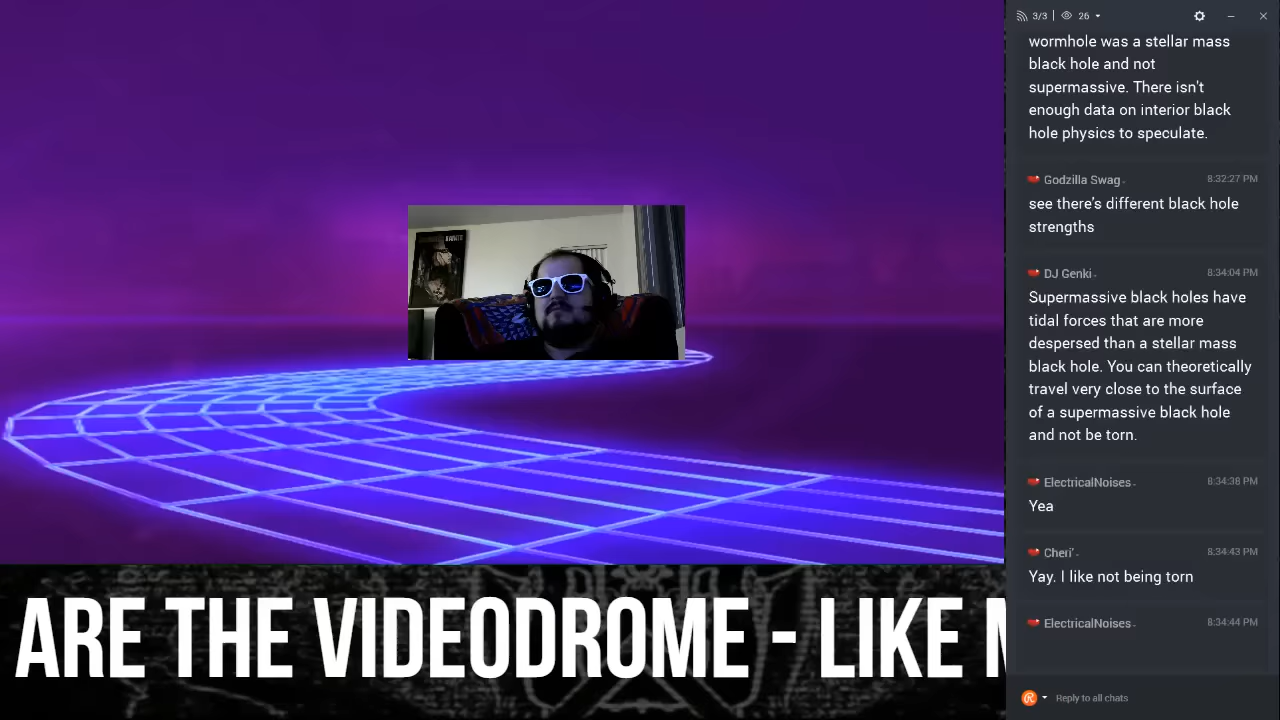 3/3
26
wormhole was a stellar mass
black hole and not
supermassive. There isn't
enough data on interior black
hole physics to speculate.
Godzilla Swag 8:32:27 PM
see there's different black hole
strengths
DJ Genki 8:34:04 PM
Supermassive black holes have
tidal forces that are more
despersed than a stellar mass
black hole. You can theoretically
travel very close to the surface
of a supermassive black hole
and not be torn.
ElectricalNoises 8:34:38 PM
Yea
Cheri' 8:34:43 PM
Yay. I like not being torn
ElectricalNoises 8:34:44 PM
Reply to all chats
ARE THE VIDEODROME - LIKE